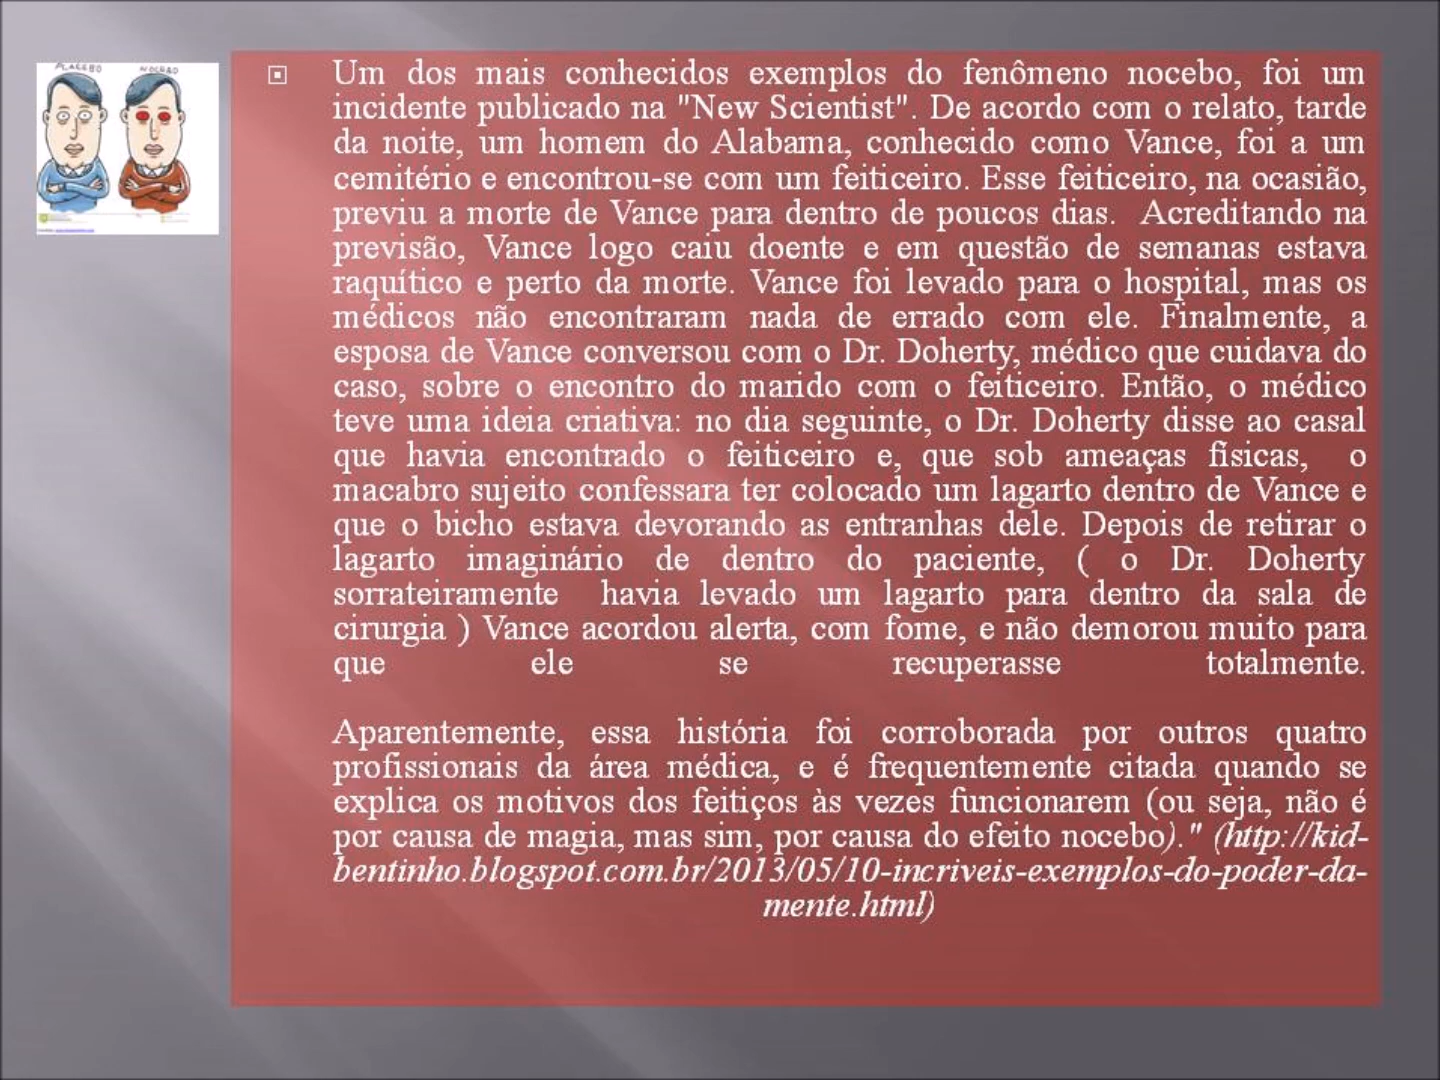 PLACEBO NOCEBO
Um dos mais conhecidos exemplos do fenômeno nocebo, foi um
incidente publicado na "New Scientist". De acordo com o relato, tarde
da noite, um homem do Alabama, conhecido como Vance, foi a um
cemitério e encontrou-se com um feiticeiro. Esse feiticeiro, na ocasião,
previu a morte de Vance para dentro de poucos dias. Acreditando na
previsão, Vance logo caiu doente e em questão de semanas estava
raquítico e perto da morte. Vance foi levado para o hospital, mas os
médicos não encontraram nada de errado com ele. Finalmente, a
esposa de Vance conversou com o Dr. Doherty, médico que cuidava do
caso, sobre o encontro do marido com o feiticeiro. Então, o médico
teve uma ideia criativa: no dia seguinte, o Dr. Doherty disse ao casal
que havia encontrado o feiticeiro e, que sob ameaças físicas, o
macabro sujeito confessara ter colocado um lagarto dentro de Vance e
que o bicho estava devorando as entranhas dele. Depois de retirar o
lagarto imaginário de dentro do paciente, ( o Dr. Doherty
sorrateiramente havia levado um lagarto para dentro da sala de
cirurgia ) Vance acordou alerta, com fome, e não demorou muito para
que ele se recuperasse totalmente.
Aparentemente, essa história foi corroborada por outros quatro
profissionais da área médica, e é frequentemente citada quando se
explica os motivos dos feitiços às vezes funcionarem (ou seja, não é
por causa de magia, mas sim, por causa do efeito nocebo)." (http://kid-
bentinho.blogspot.com.br/2013/05/10-incriveis-exemplos-do-poder-da-
mente.html)